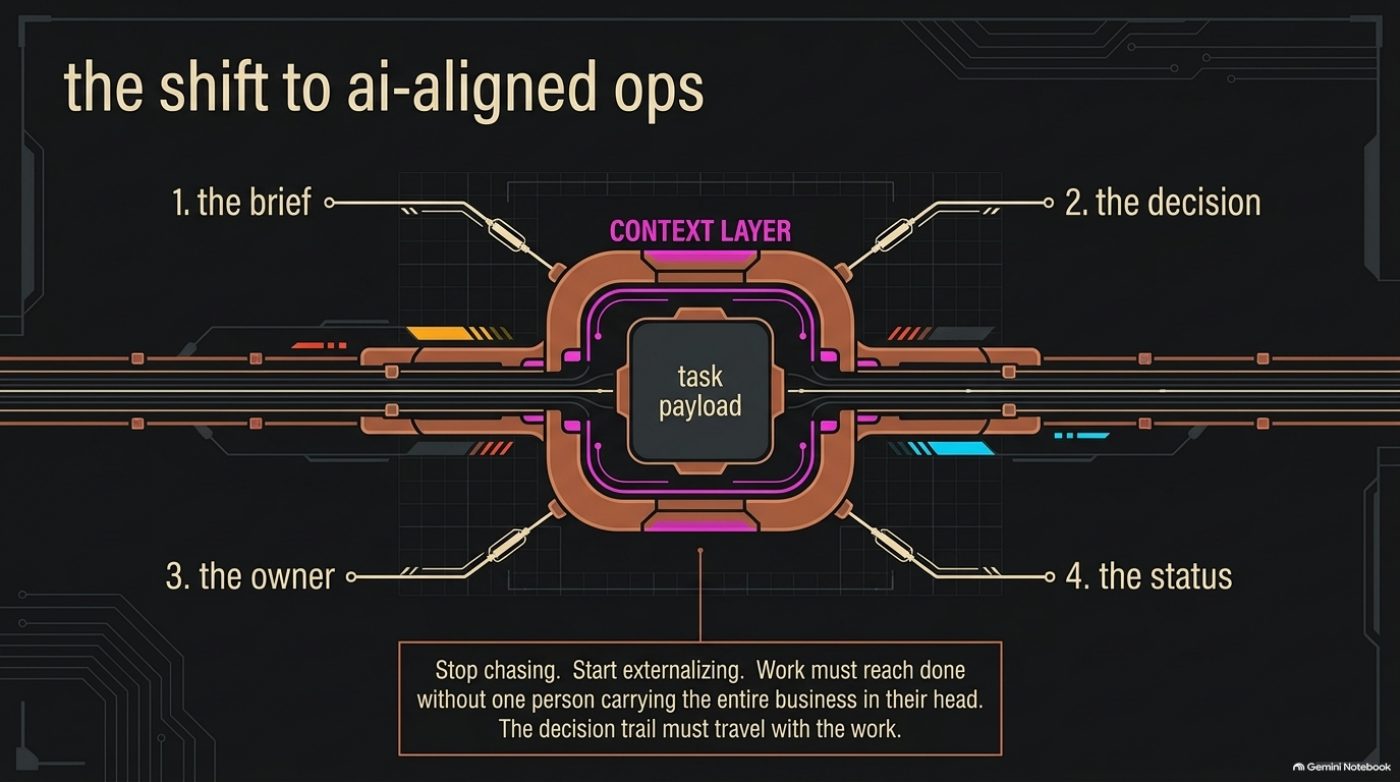 the shift to ai-aligned ops
1. the brief
2. the decision
CONTEXT LAYER
task
payload
3. the owner
4. the status
Stop chasing.  Start externalizing.  Work must reach done
without one person carrying the entire business in their head.
The decision trail must travel with the work.
Gemini Notebook